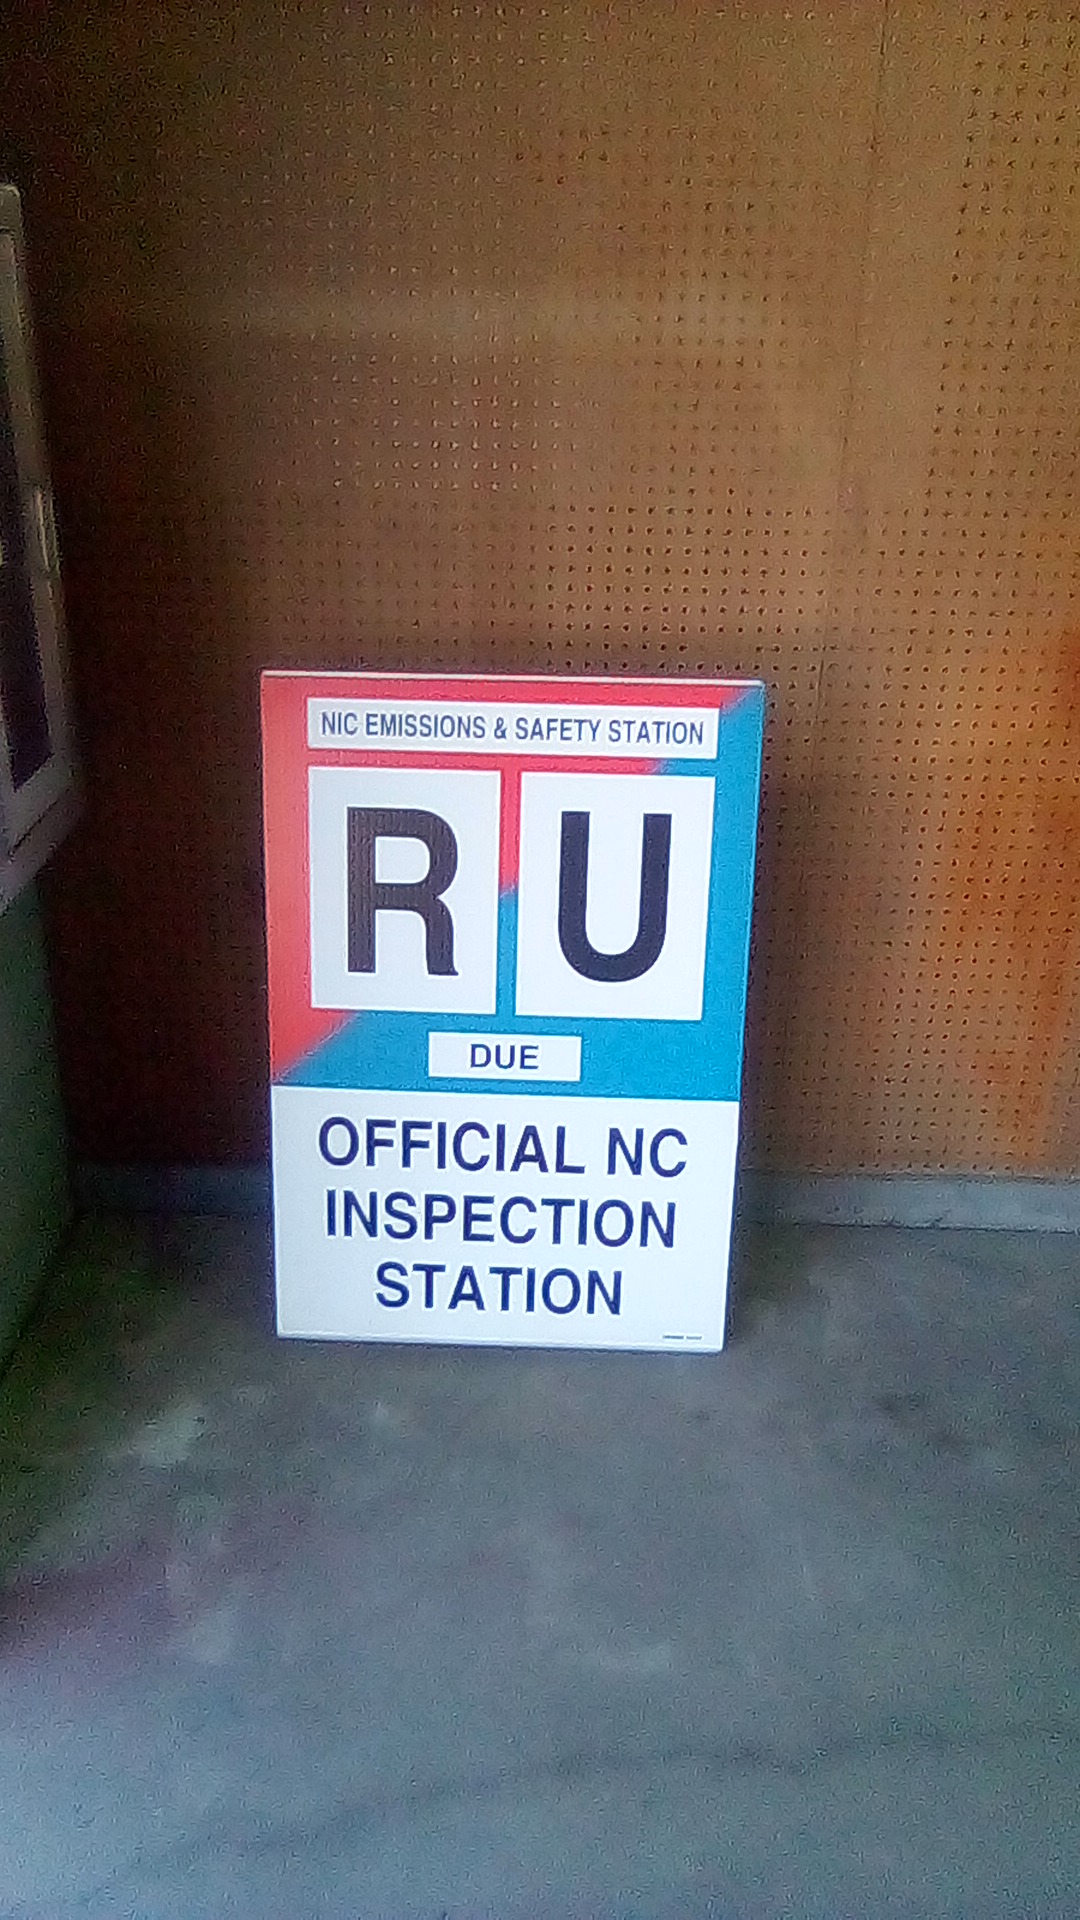 NIC EMISSIONS & SAFETY STATION
R U
DUE
OFFICIAL NC
INSPECTION
STATION